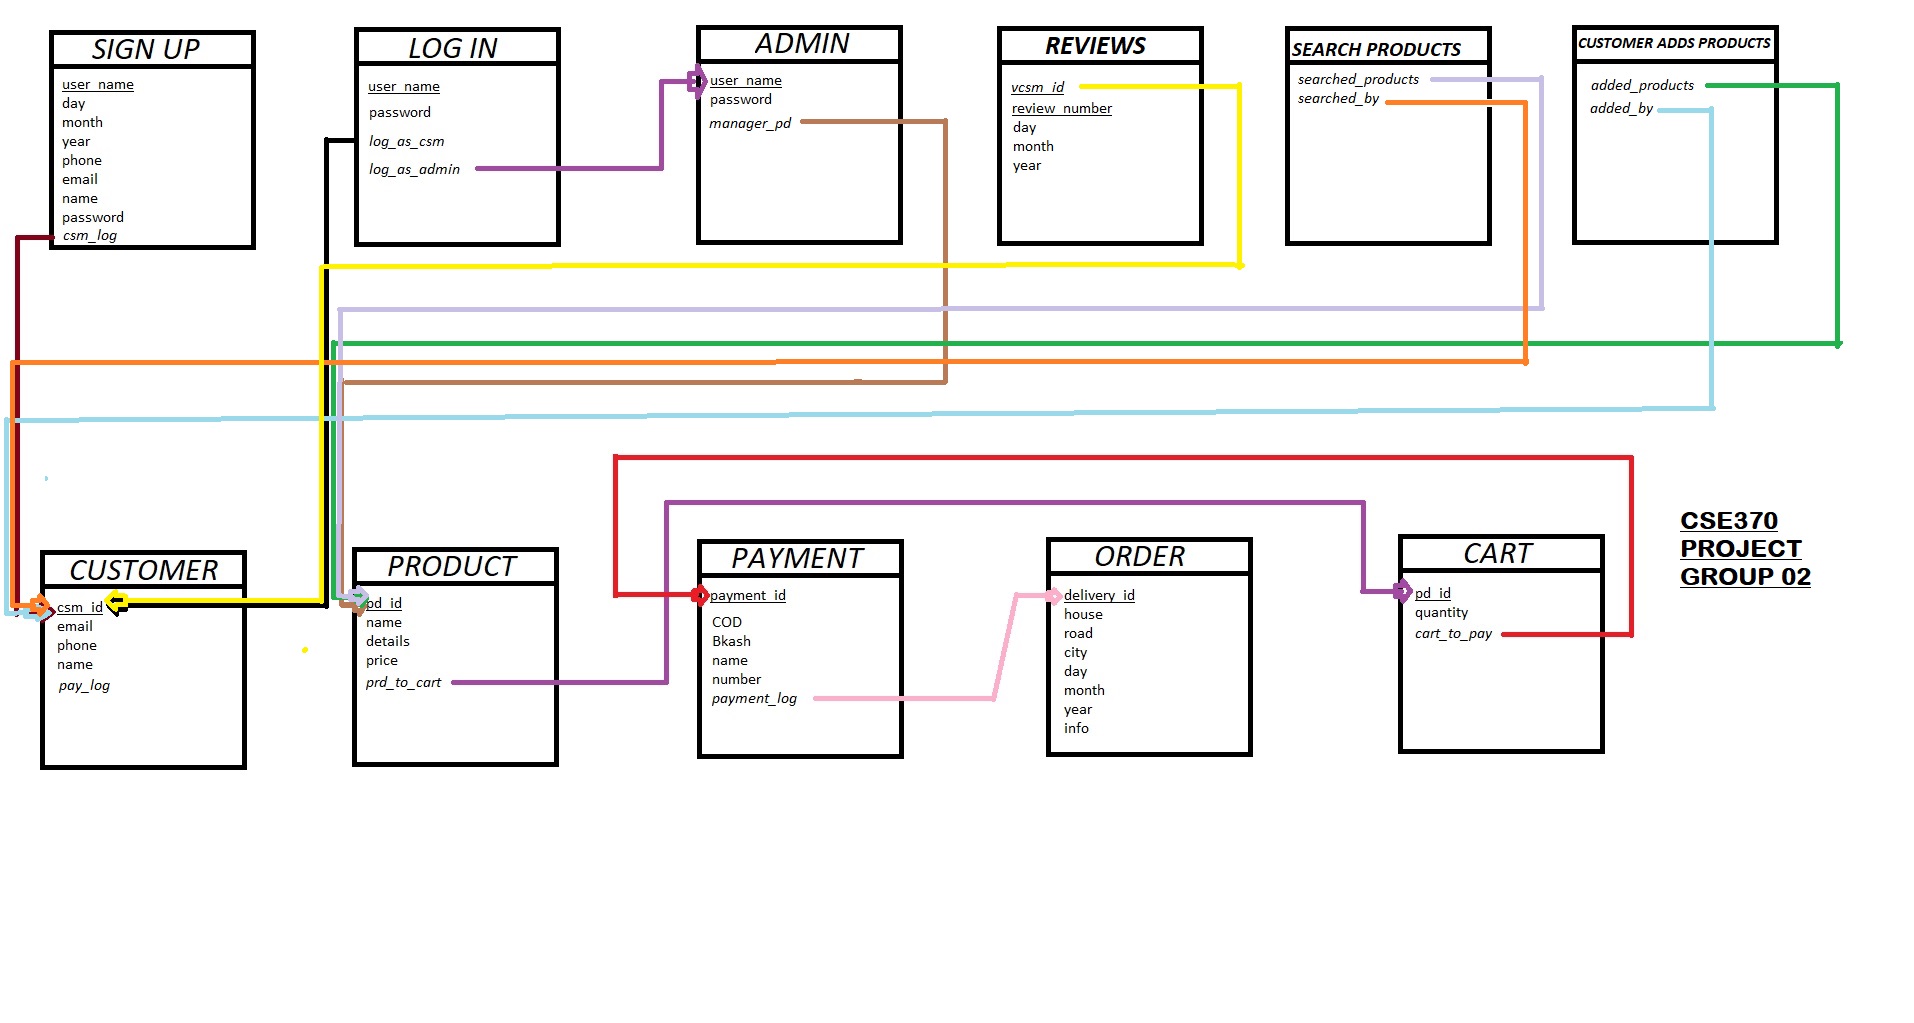 SIGN UP
user_name
day
month
year
phone
email
name
password
csm_log
LOG IN
user_name
password
log_as_csm
log_as_admin
ADMIN
user_name
password
manager_pd
REVIEWS
vcsm_id
review_number
day
month
year
SEARCH PRODUCTS
searched_products
searched_by
CUSTOMER ADDS PRODUCTS
added_products
added_by
CUSTOMER
csm_id
email
phone
name
pay_log
PRODUCT
pd_id
name
details
price
prd_to_cart
PAYMENT
payment_id
COD
Bkash
name
number
payment_log
ORDER
delivery_id
house
road
city
day
month
year
info
CART
pd_id
quantity
cart_to_pay
CSE370
PROJECT
GROUP 02